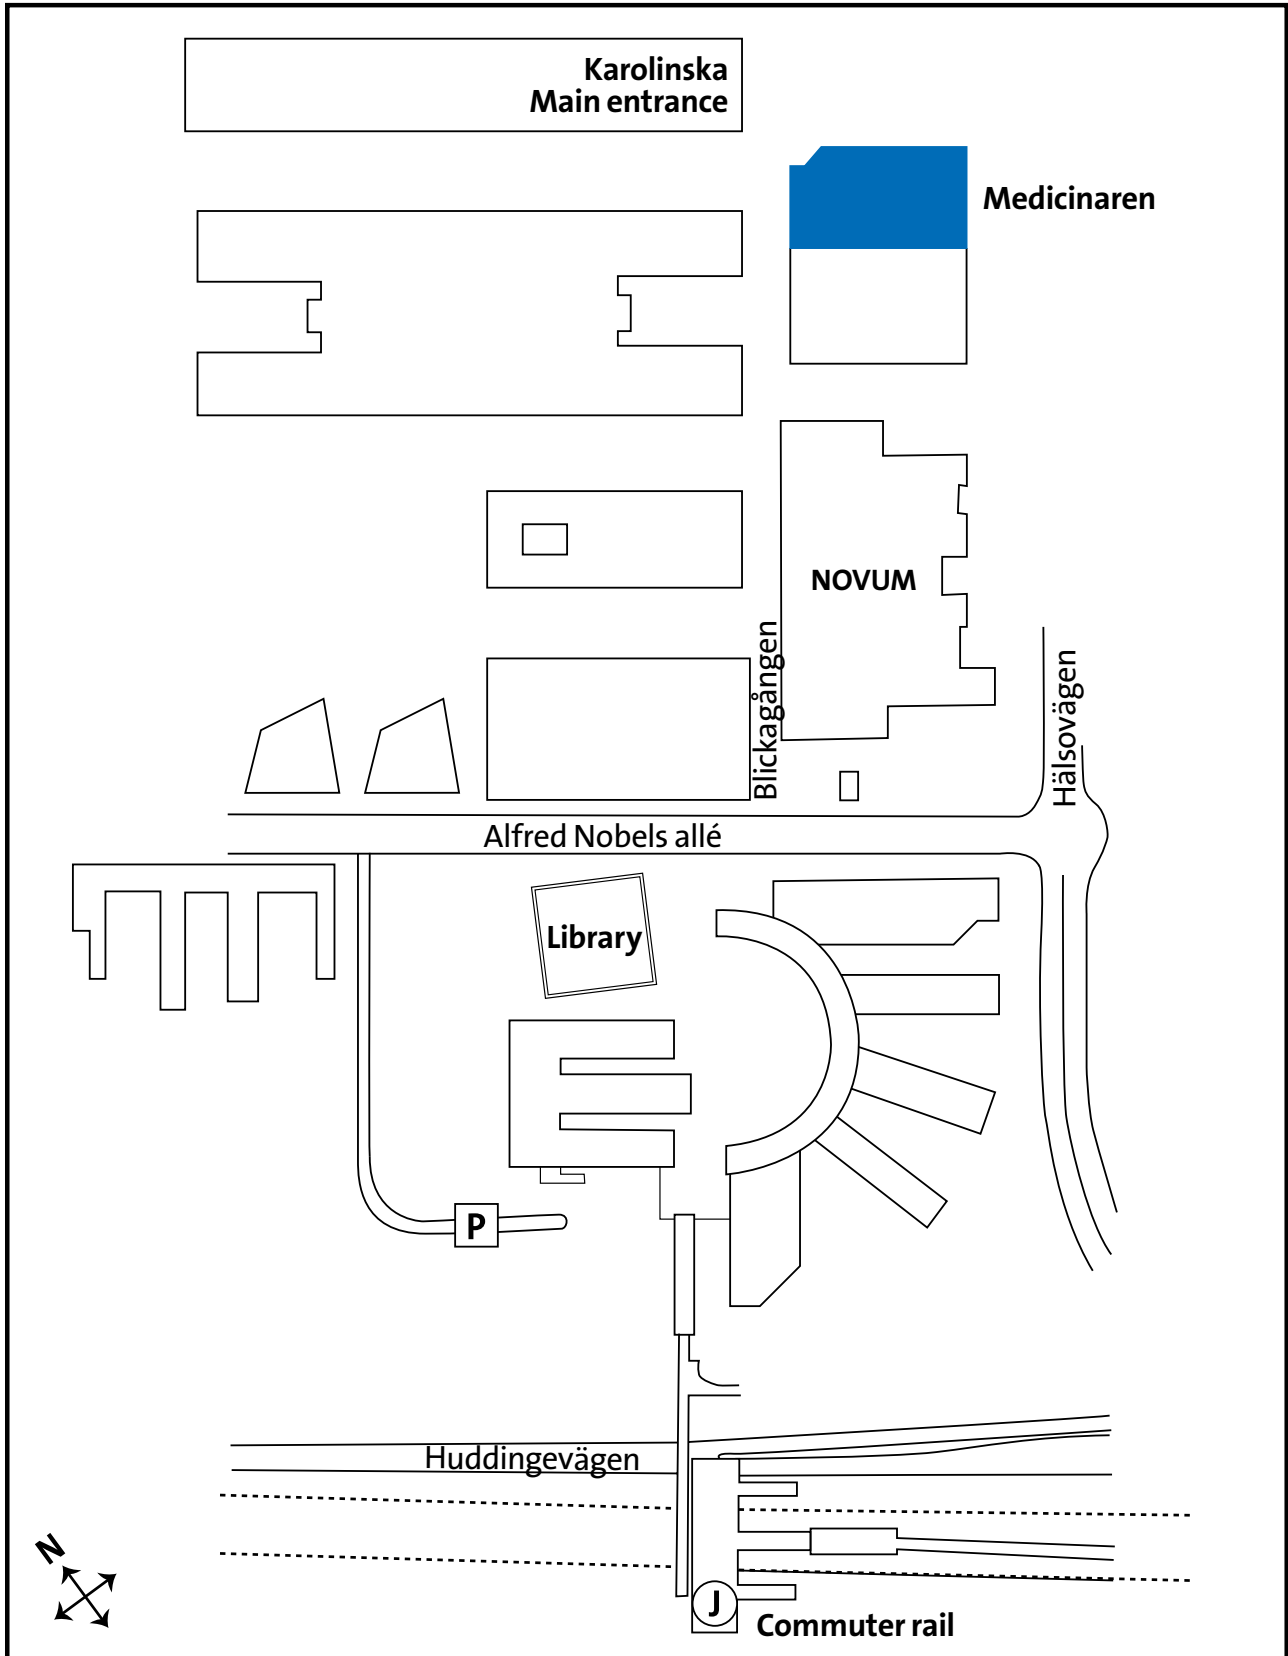 Karolinska
Main entrance
Medicinaren
NOVUM
Blickagången
Hälsovägen
Alfred Nobels allé
Library
P
Huddingevägen
N
J
Commuter rail